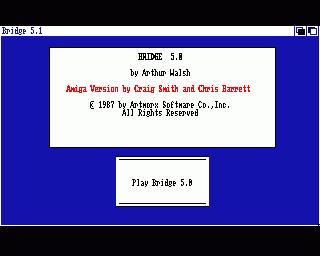 Bridge 5.1
BRIDGE 5.0
by Arthur Walsh
Amiga Version by Craig Smith and Chris Barrett
© 1987 by Artworx Software Co.,Inc.
All Rights Reserved
Play Bridge 5.0